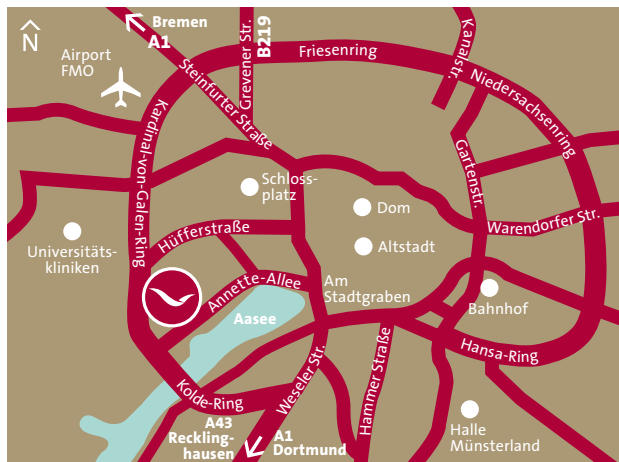 Bremen
A1
N
Airport
FMO
Grevener Str.
B219
Friesenring
Kanalstr.
Niedersachsenring
Steinfurter Straße
Kardinal-von-Galen-Ring
Gartenstr.
Schloss-
platz
Dom
Warendorfer Str.
Universitäts-
kliniken
Hüfferstraße
Altstadt
Annette-Allee
Am
Stadtgraben
Bahnhof
Aasee
Hansa-Ring
Weseler Str.
Hammer Straße
Kolde-Ring
A43
Reckling-
hausen
A1
Dortmund
Halle
Münsterland